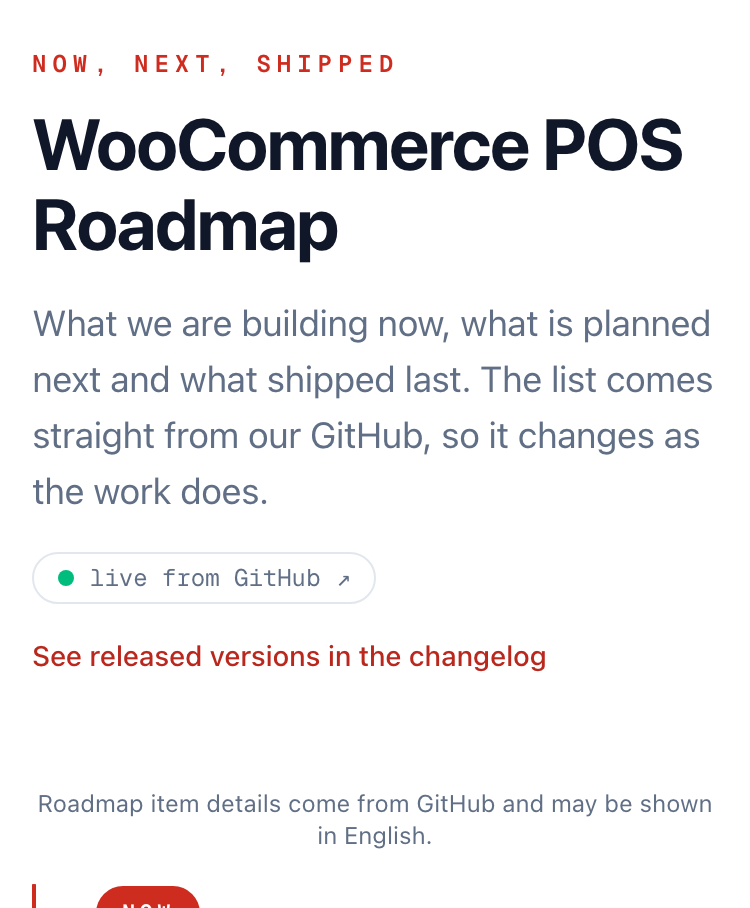 NOW, NEXT, SHIPPED
WooCommerce POS
Roadmap
What we are building now, what is planned
next and what shipped last. The list comes
straight from our GitHub, so it changes as
the work does.
live from GitHub ↗
See released versions in the changelog
Roadmap item details come from GitHub and may be shown
in English.
NOW